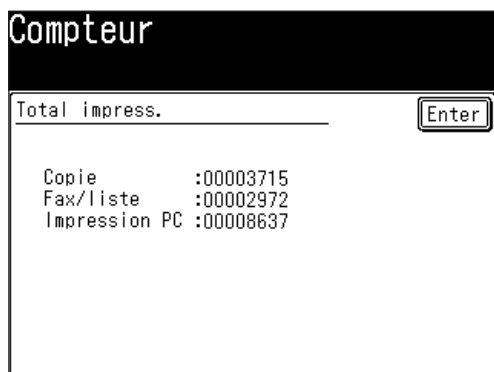 Compteur
Total impress.
Enter
Copie :00003715
Fax/liste :00002972
Impression PC :00008637